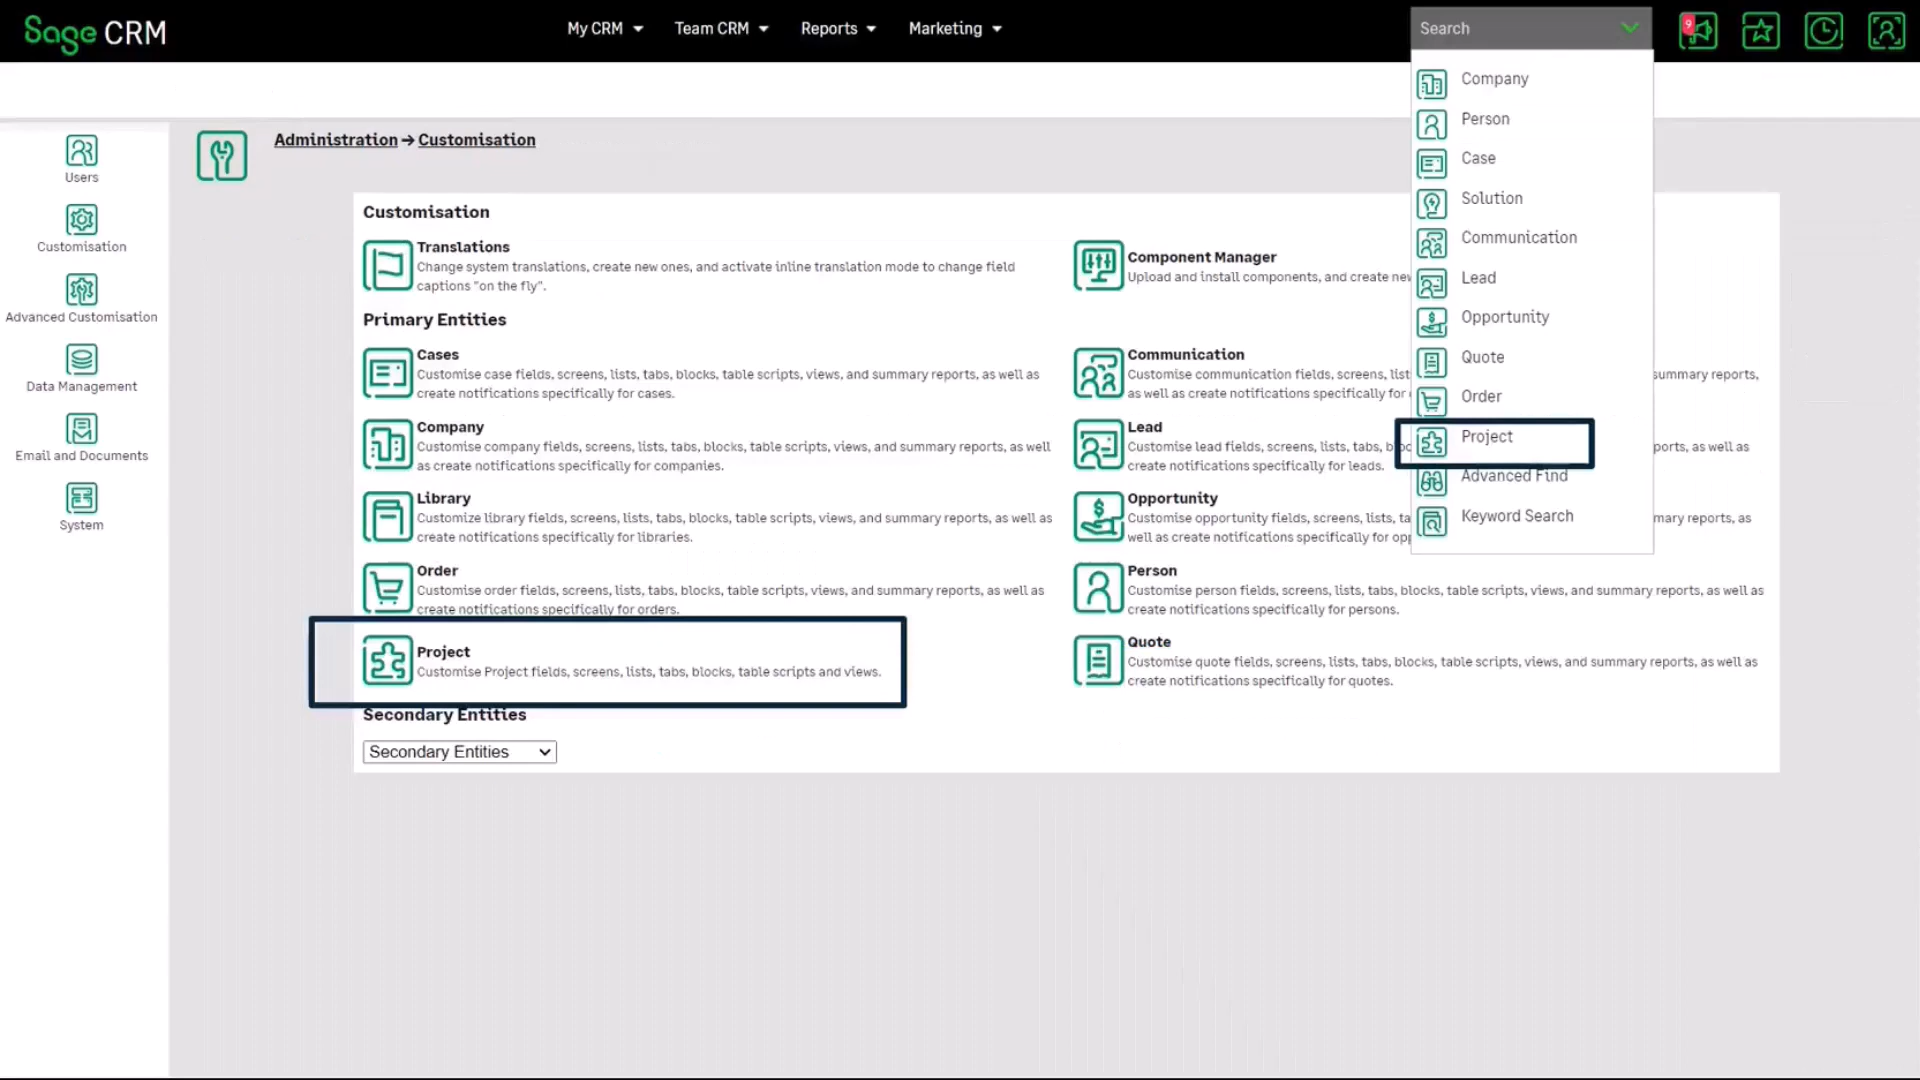 Sage CRM
My CRM
Team CRM
Reports
Marketing
Search
9
Company
Person
Case
Solution
Communication
Lead
Opportunity
Quote
Order
Project
Advanced Find
Keyword Search
Users
Customisation
Advanced Customisation
Data Management
Email and Documents
System
Administration → Customisation
Customisation
Translations
Change system translations, create new ones, and activate inline translation mode to change field
captions "on the fly".
Component Manager
Upload and install components, and create new
Primary Entities
Cases
Customise case fields, screens, lists, tabs, blocks, table scripts, views, and summary reports, as well as
create notifications specifically for cases.
Communication
Customise communication fields, screens, list summary reports,
as well as create notifications specifically for
Company
Customise company fields, screens, lists, tabs, blocks, table scripts, views, and summary reports, as well
as create notifications specifically for companies.
Lead
Customise lead fields, screens, lists, tabs, ports, as well as
create notifications specifically for leads.
Library
Customize library fields, screens, lists, tabs, blocks, table scripts, views, and summary reports, as well as
create notifications specifically for libraries.
Opportunity
Customise opportunity fields, screens, lists, ta mary reports, as
well as create notifications specifically for opp
Order
Customise order fields, screens, lists, tabs, blocks, table scripts, views, and summary reports, as well as
create notifications specifically for orders.
Person
Customise person fields, screens, lists, tabs, blocks, table scripts, views, and summary reports, as well as
create notifications specifically for persons.
Project
Customise Project fields, screens, lists, tabs, blocks, table scripts and views.
Quote
Customise quote fields, screens, lists, tabs, blocks, table scripts, views, and summary reports, as well as
create notifications specifically for quotes.
Secondary Entities
Secondary Entities